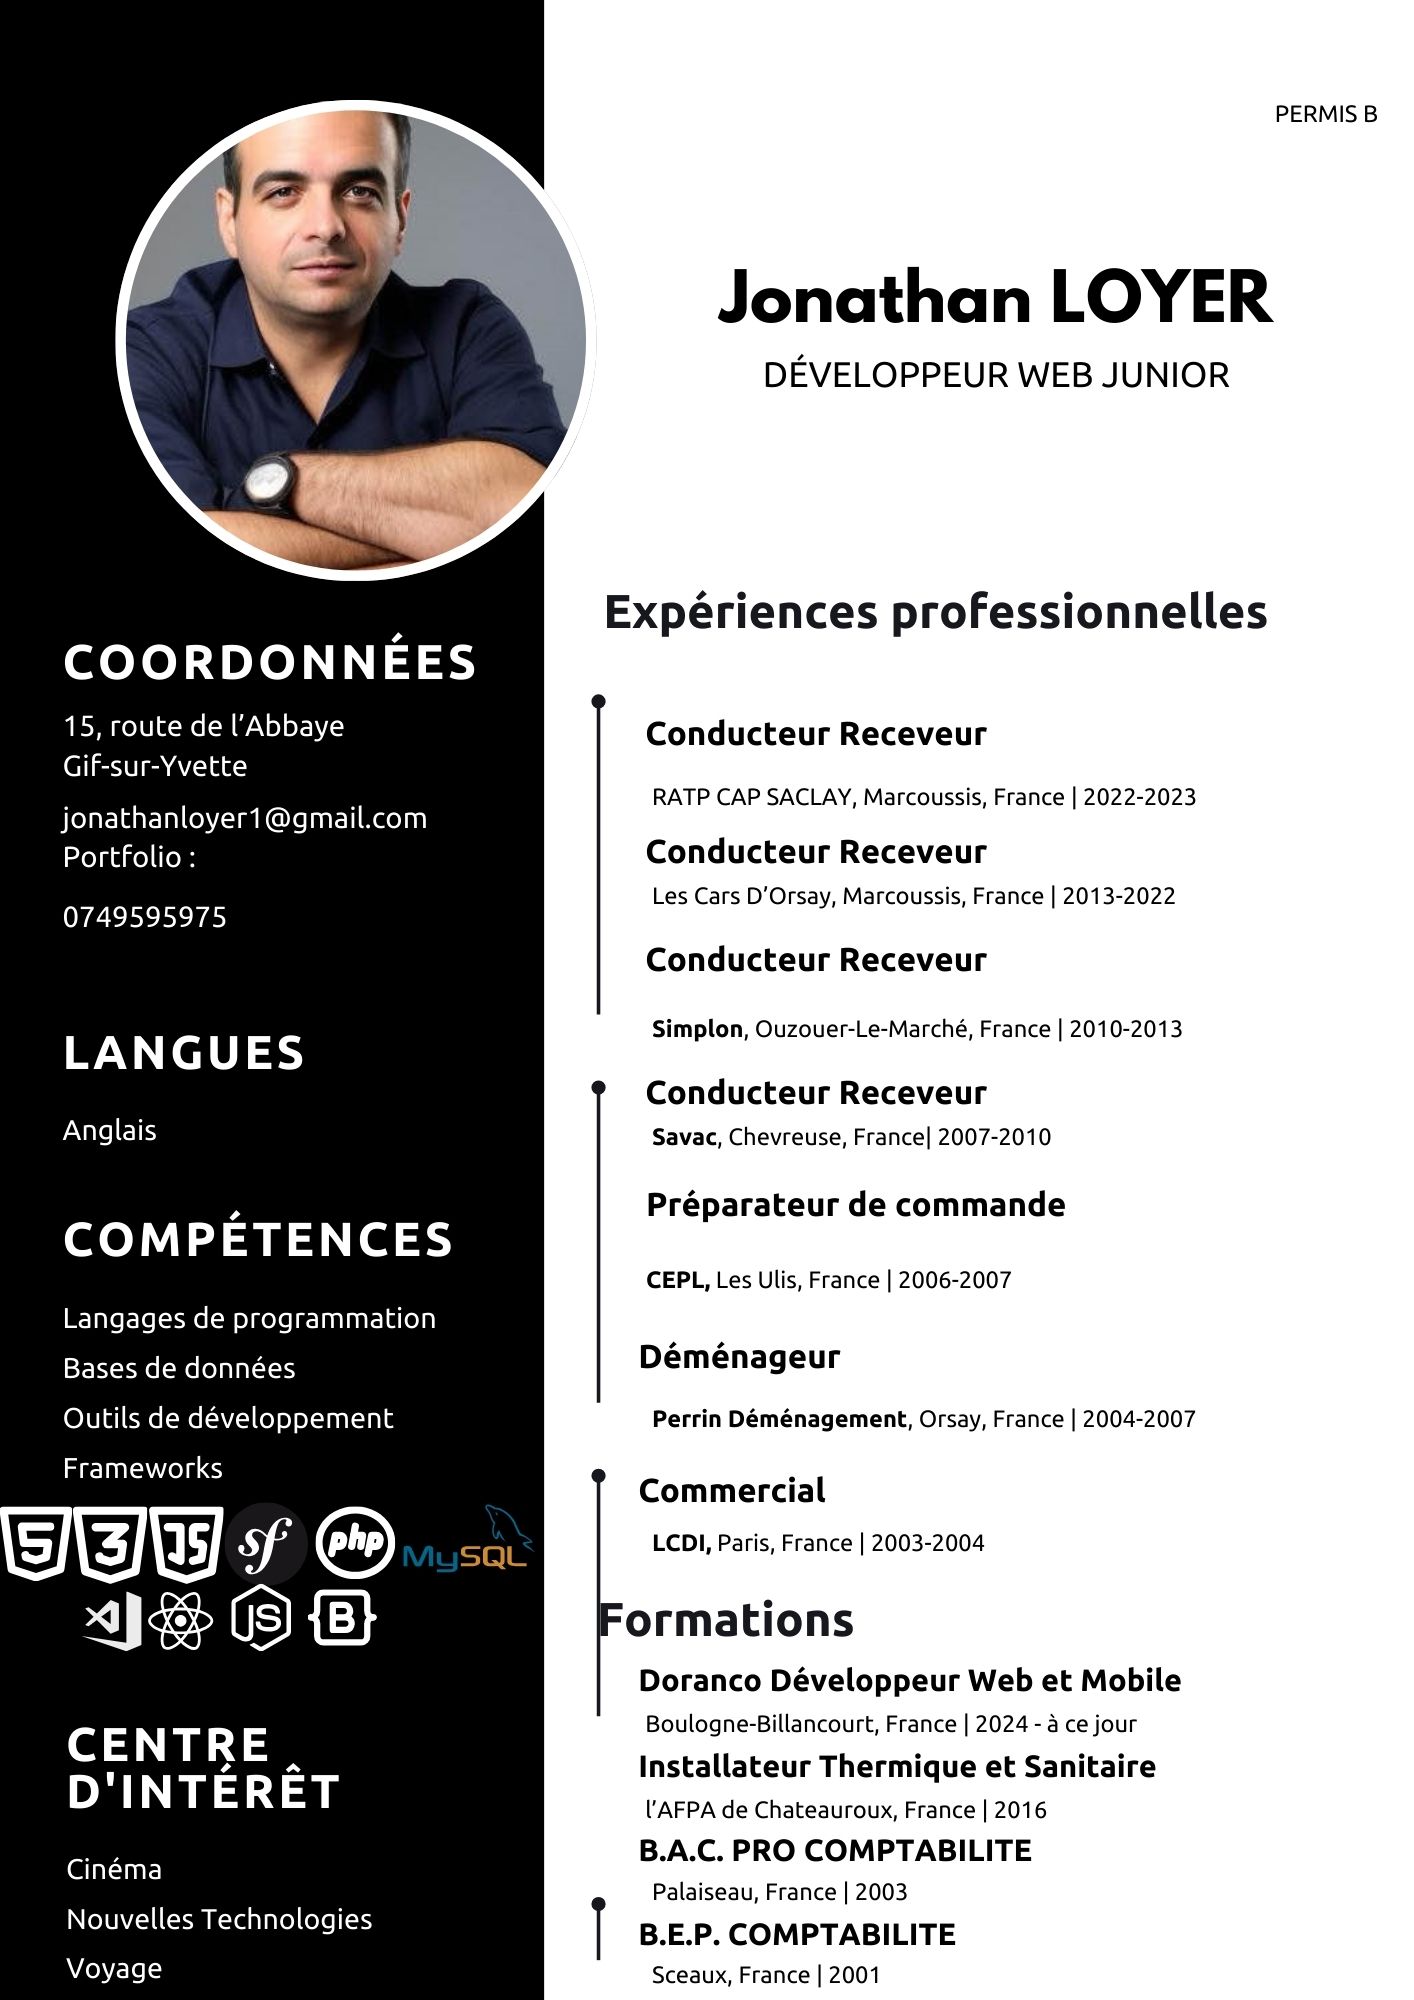 PERMIS B
Jonathan LOYER
DÉVELOPPEUR WEB JUNIOR
COORDONNÉES
15, route de l’Abbaye
Gif-sur-Yvette
jonathanloyer1@gmail.com
Portfolio :
0749595975
LANGUES
Anglais
COMPÉTENCES
Langages de programmation
Bases de données
Outils de développement
Frameworks
5 3 JS sf php MySQL
JS B
CENTRE
D'INTÉRÊT
Cinéma
Nouvelles Technologies
Voyage
Expériences professionnelles
Conducteur Receveur
RATP CAP SACLAY, Marcoussis, France | 2022-2023
Conducteur Receveur
Les Cars D’Orsay, Marcoussis, France | 2013-2022
Conducteur Receveur
Simplon, Ouzouer-Le-Marché, France | 2010-2013
Conducteur Receveur
Savac, Chevreuse, France| 2007-2010
Préparateur de commande
CEPL, Les Ulis, France | 2006-2007
Déménageur
Perrin Déménagement, Orsay, France | 2004-2007
Commercial
LCDI, Paris, France | 2003-2004
Formations
Doranco Développeur Web et Mobile
Boulogne-Billancourt, France | 2024 - à ce jour
Installateur Thermique et Sanitaire
l’AFPA de Chateauroux, France | 2016
B.A.C. PRO COMPTABILITE
Palaiseau, France | 2003
B.E.P. COMPTABILITE
Sceaux, France | 2001